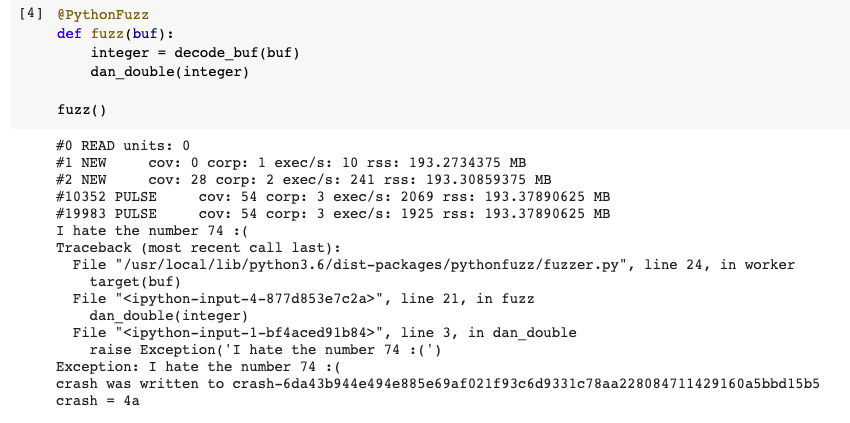 [4] @PythonFuzz
def fuzz(buf):
    integer = decode_buf(buf)
    dan_double(integer)

fuzz()

#0 READ units: 0
#1 NEW     cov: 0 corp: 1 exec/s: 10 rss: 193.2734375 MB
#2 NEW     cov: 28 corp: 2 exec/s: 241 rss: 193.30859375 MB
#10352 PULSE     cov: 54 corp: 3 exec/s: 2069 rss: 193.37890625 MB
#19983 PULSE     cov: 54 corp: 3 exec/s: 1925 rss: 193.37890625 MB
I hate the number 74 :(
Traceback (most recent call last):
  File "/usr/local/lib/python3.6/dist-packages/pythonfuzz/fuzzer.py", line 24, in worker
    target(buf)
  File "<ipython-input-4-877d853e7c2a>", line 21, in fuzz
    dan_double(integer)
  File "<ipython-input-1-bf4aced91b84>", line 3, in dan_double
    raise Exception('I hate the number 74 :(')
Exception: I hate the number 74 :(
crash was written to crash-6da43b944e494e885e69af021f93c6d9331c78aa228084711429160a5bbd15b5
crash = 4a